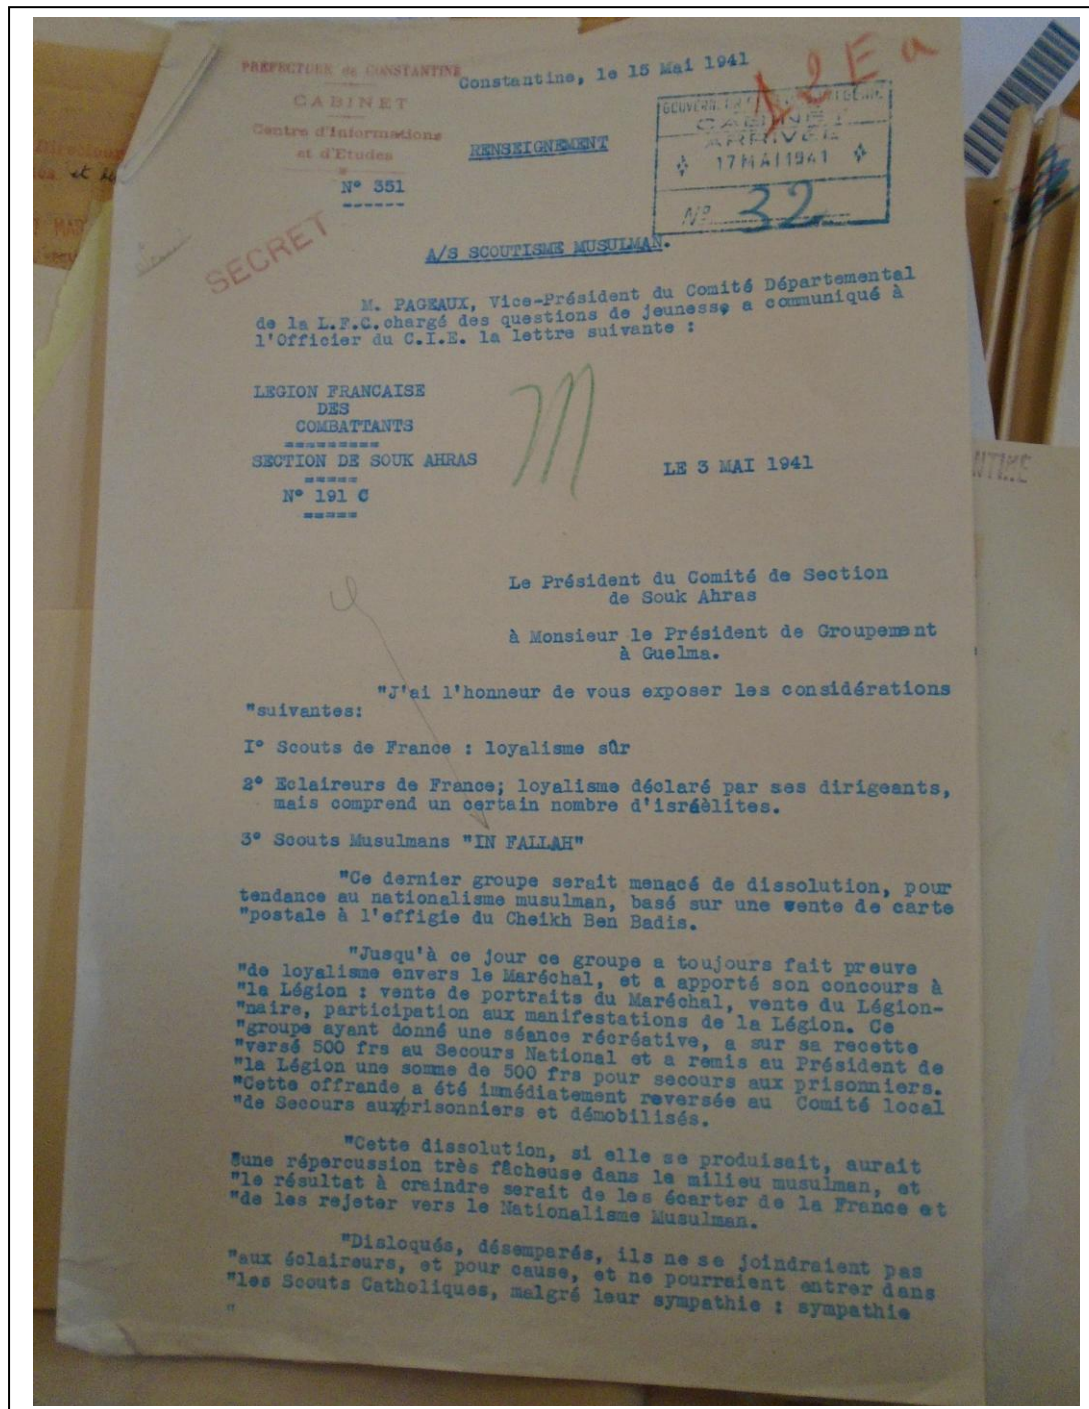 PREFECTURE de CONSTANTINE
CABINET
Centre d'Informations
et d'Etudes
N° 351
Constantine, le 15 Mai 1941
RENSEIGNEMENT
CABINET
ARRIVEE
17 MAI 1941
N° 32
SECRET
A/S SCOUTISME MUSULMAN.
M. PAGEAUX, Vice-Président du Comité Départemental
de la L.F.C. chargé des questions de jeunesse a communiqué à
l'Officier du C.I.E. la lettre suivante :
LEGION FRANCAISE
DES
COMBATTANTS
SECTION DE SOUK AHRAS
N° 191 C
LE 3 MAI 1941
Le Président du Comité de Section
de Souk Ahras
à Monsieur le Président de Groupement
à Guelma.
"J'ai l'honneur de vous exposer les considérations
"suivantes:
I° Scouts de France : loyalisme sûr
2° Eclaireurs de France; loyalisme déclaré par ses dirigeants,
mais comprend un certain nombre d'isráèlites.
3° Scouts Musulmans "IN FALLAH"
"Ce dernier groupe serait menacé de dissolution, pour
tendance au nationalisme musulman, basé sur une vente de carte
"postale à l'effigie du Cheikh Ben Badis.
"Jusqu'à ce jour ce groupe a toujours fait preuve
"de loyalisme envers le Maréchal, et a apporté son concours à
"la Légion : vente de portraits du Maréchal, vente du Légion-
"naire, participation aux manifestations de la Légion. Ce
"groupe ayant donné une séance récréative, a sur sa recette
"versé 500 frs au Secours National et a remis au Président de
"la Légion une somme de 500 frs pour secours aux prisonniers.
"Cette offrande a été immédiatement reversée au Comité local
"de Secours aux/prisonniers et démobilisés.
"Cette dissolution, si elle se produisait, aurait
"une répercussion très fâcheuse dans le milieu musulman, et
"le résultat à craindre serait de les écarter de la France et
"de les rejeter vers le Nationalisme Musulman.
"Disloqués, désemparés, ils ne se joindraient pas
"aux éclaireurs, et pour cause, et ne pourraient entrer dans
"les Scouts Catholiques, malgré leur sympathie : sympathie
"